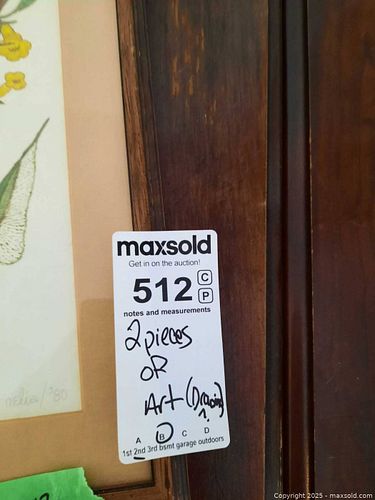 maxsold
Get in on the auction!
512 C
P
notes and measurements
2 pieces
OR
Art (Drawing)
A B C D
1st 2nd 3rd bsmt garage outdoors
/'80
Copyright 2025 - maxsold.com